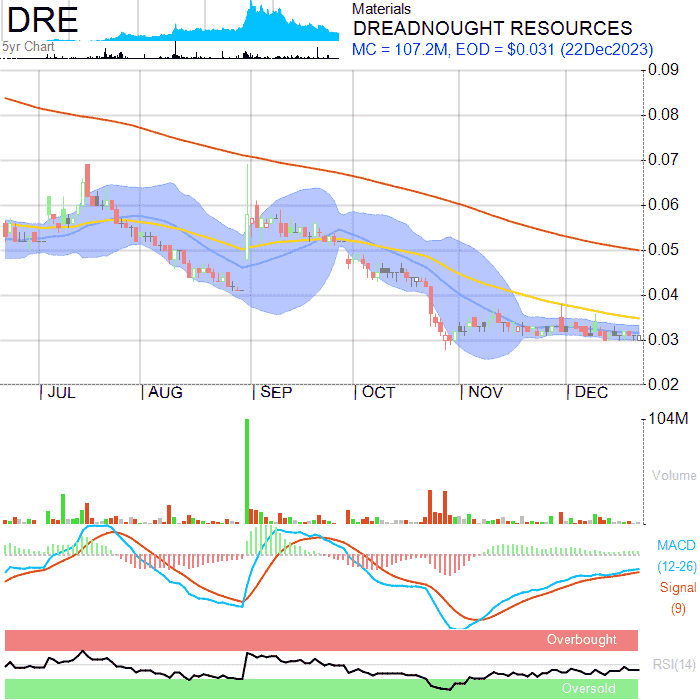 DRE
5yr Chart
Materials
DREADNOUGHT RESOURCES
MC = 107.2M, EOD = $0.031 (22Dec2023)
0.09
0.08
0.07
0.06
0.05
0.04
0.03
0.02
JUL AUG SEP OCT NOV DEC
104M
Volume
MACD
(12-26)
Signal
(9)
Overbought
RSI(14)
Oversold